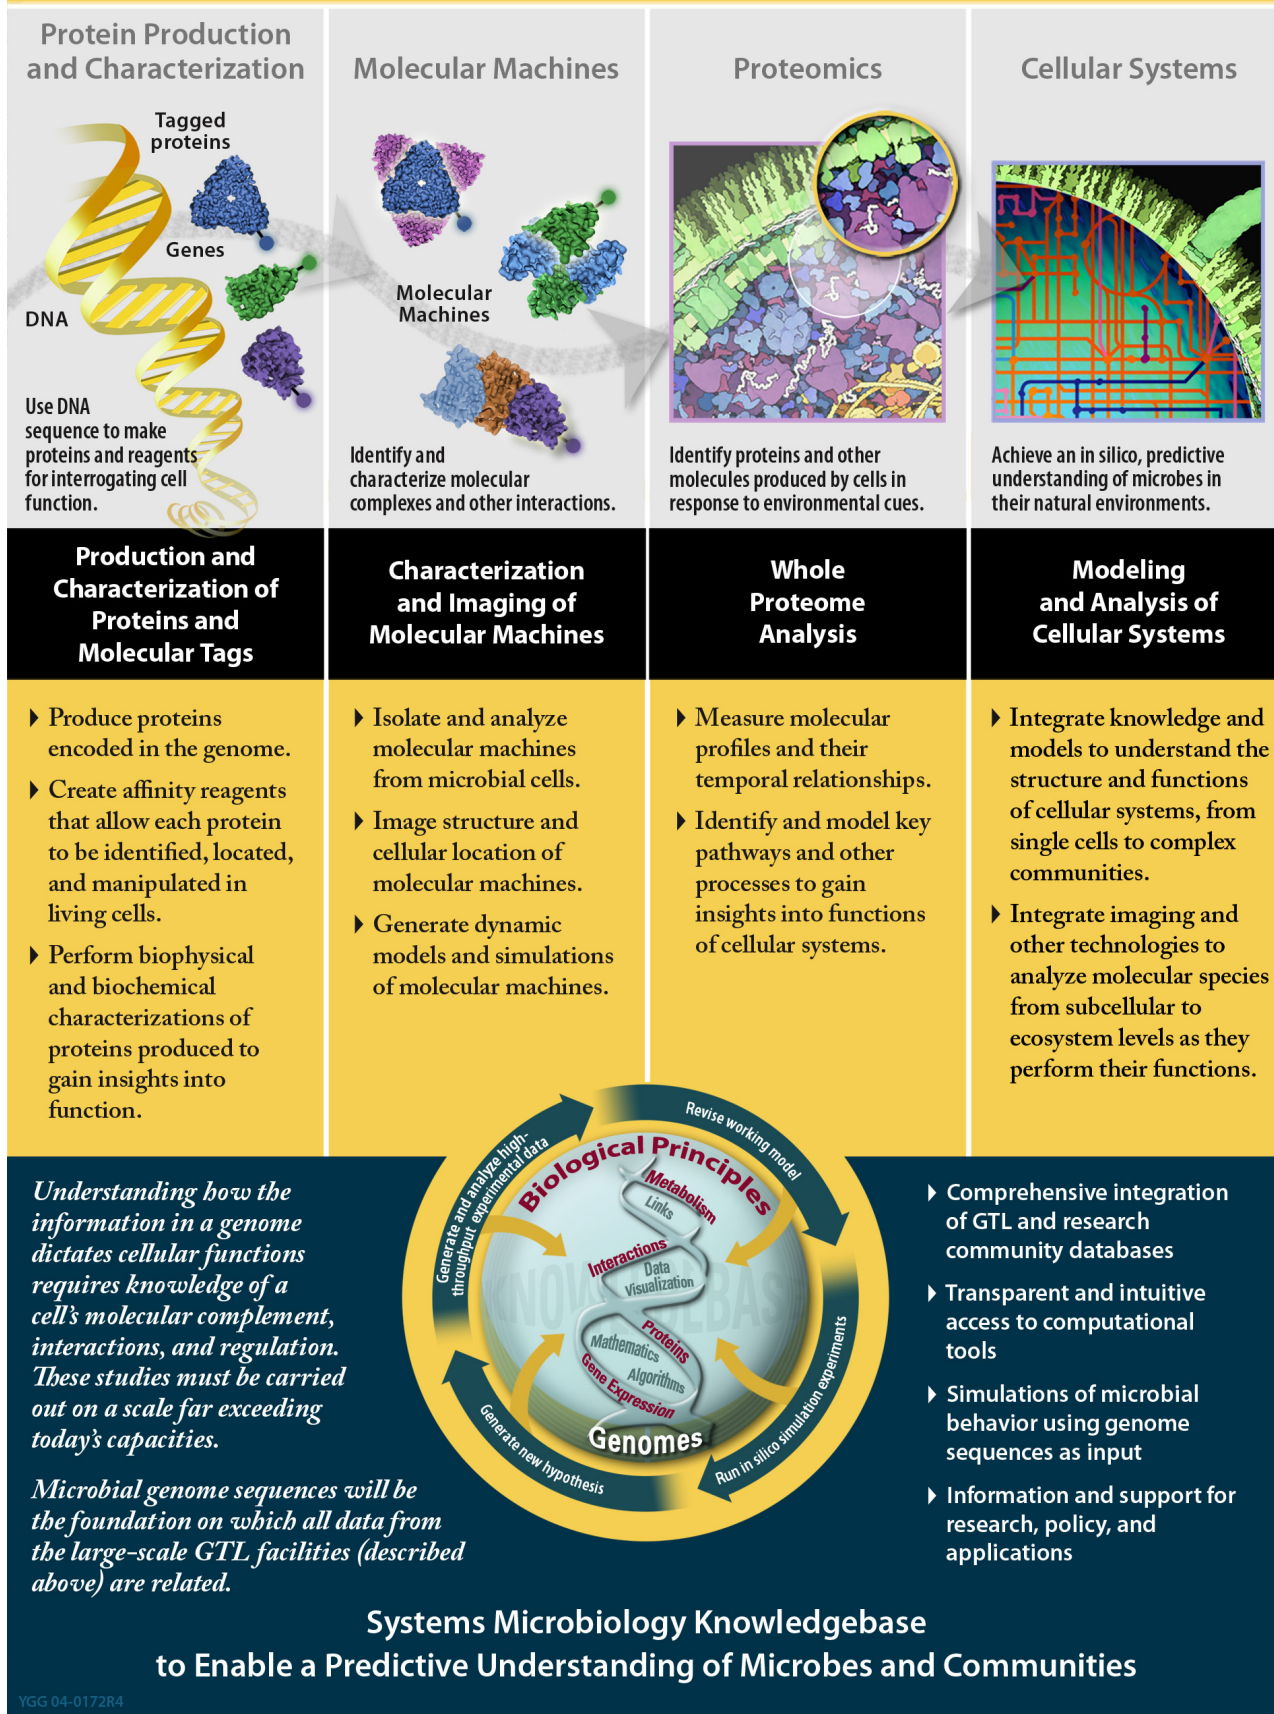 Protein Production
and Characterization
Tagged
proteins
Genes
DNA
Use DNA
sequence to make
proteins and reagents
for interrogating cell
function.
Molecular Machines
Molecular
Machines
Identify and
characterize molecular
complexes and other interactions.
Proteomics
Identify proteins and other
molecules produced by cells in
response to environmental cues.
Cellular Systems
Achieve an in silico, predictive
understanding of microbes in
their natural environments.
Production and
Characterization of
Proteins and
Molecular Tags
Characterization
and Imaging of
Molecular Machines
Whole
Proteome
Analysis
Modeling
and Analysis of
Cellular Systems
Produce proteins
encoded in the genome.
Create affinity reagents
that allow each protein
to be identified, located,
and manipulated in
living cells.
Perform biophysical
and biochemical
characterizations of
proteins produced to
gain insights into
function.
Isolate and analyze
molecular machines
from microbial cells.
Image structure and
cellular location of
molecular machines.
Generate dynamic
models and simulations
of molecular machines.
Measure molecular
profiles and their
temporal relationships.
Identify and model key
pathways and other
processes to gain
insights into functions
of cellular systems.
Integrate knowledge and
models to understand the
structure and functions
of cellular systems, from
single cells to complex
communities.
Integrate imaging and
other technologies to
analyze molecular species
from subcellular to
ecosystem levels as they
perform their functions.
Understanding how the
information in a genome
dictates cellular functions
requires knowledge of a
cell's molecular complement,
interactions, and regulation.
These studies must be carried
out on a scale far exceeding
today's capacities.
Microbial genome sequences will be
the foundation on which all data from
the large-scale GTL facilities (described
above) are related.
Generate and analyze high-
throughput experimental data
Revise working model
Run in silico simulation experiments
Generate new hypothesis
Biological Principles
Metabolism
Links
Interactions
Data
Visualization
Proteins
Mathematics
Algorithms
Gene Expression
Genomes
Comprehensive integration
of GTL and research
community databases
Transparent and intuitive
access to computational
tools
Simulations of microbial
behavior using genome
sequences as input
Information and support for
research, policy, and
applications
Systems Microbiology Knowledgebase
to Enable a Predictive Understanding of Microbes and Communities
YGG 04-0172R4